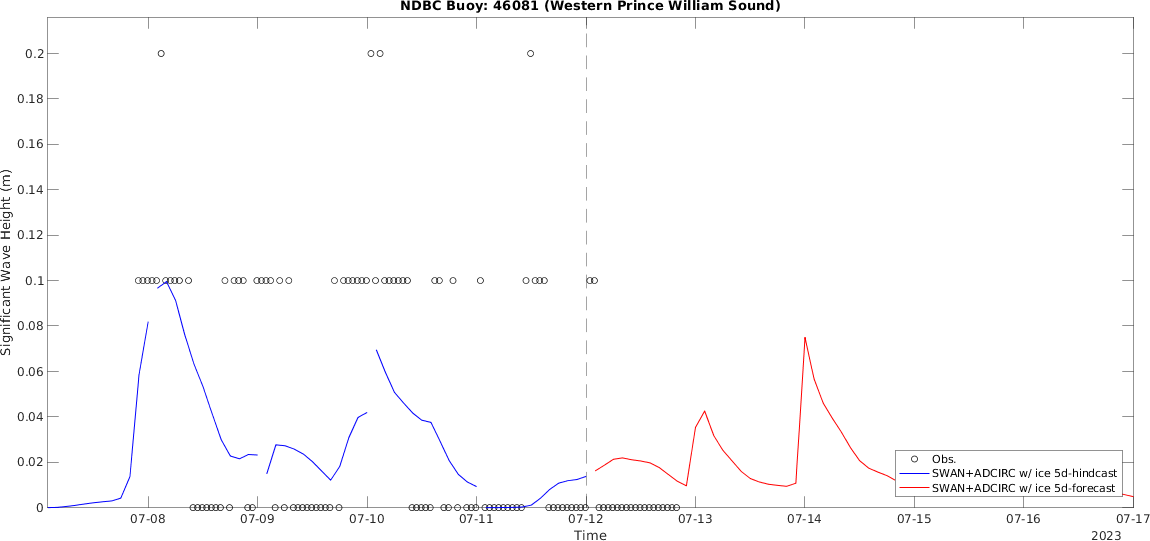 NDBC Buoy: 46081 (Western Prince William Sound)
Significant Wave Height (m)
0.2
0.18
0.16
0.14
0.12
0.1
0.08
0.06
0.04
0.02
0
Obs.
SWAN+ADCIRC w/ ice 5d-hindcast
SWAN+ADCIRC w/ ice 5d-forecast
07-08 07-09 07-10 07-11 07-12 07-13 07-14 07-15 07-16 07-17
Time
2023